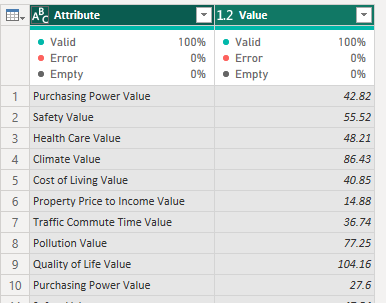 ABC Attribute 1.2 Value
Valid 100% Valid 100%
Error 0% Error 0%
Empty 0% Empty 0%
1 Purchasing Power Value 42.82
2 Safety Value 55.52
3 Health Care Value 48.21
4 Climate Value 86.43
5 Cost of Living Value 40.85
6 Property Price to Income Value 14.88
7 Traffic Commute Time Value 36.74
8 Pollution Value 77.25
9 Quality of Life Value 104.16
10 Purchasing Power Value 27.6